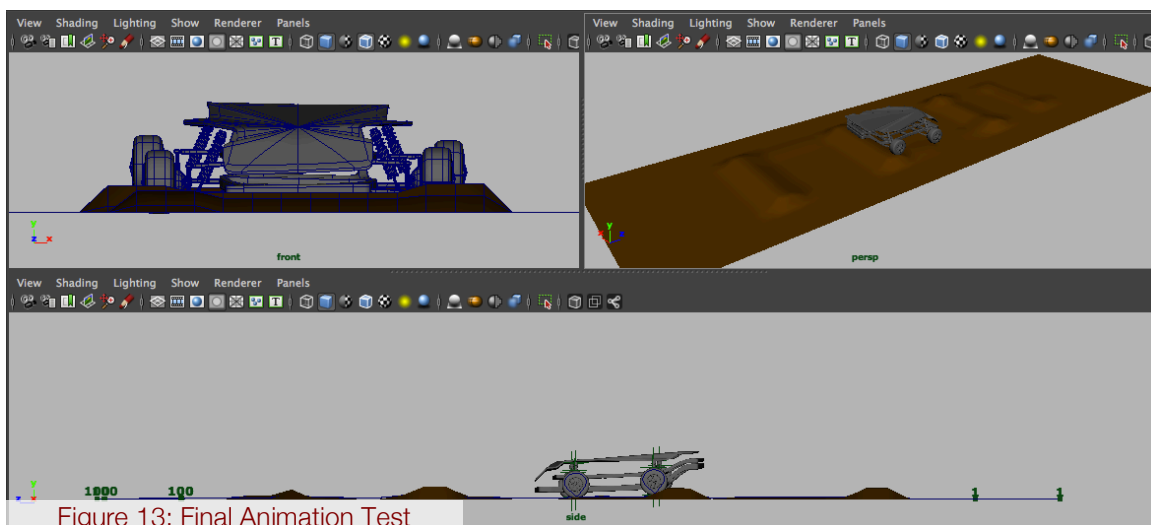 View Shading Lighting Show Renderer Panels
View Shading Lighting Show Renderer Panels
T
T
y
z x
front
y
x z
persp
View Shading Lighting Show Renderer Panels
T
y
z x
100 1 1
Figure 13: Final Animation Test
side